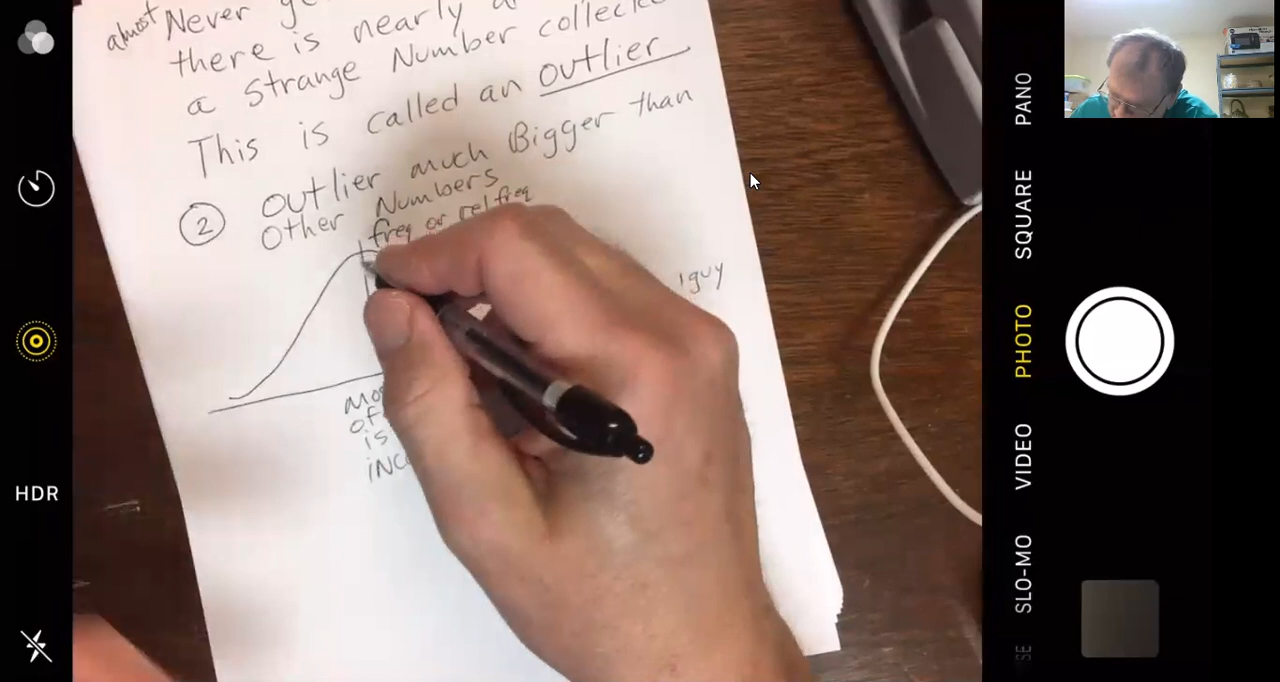 almost Never
there is nearly
a strange Number
This is called an outlier
② outlier much Bigger than
other Numbers
freq or rel freq
guy
is
PANO
SQUARE
PHOTO
VIDEO
SLO-MO
HDR